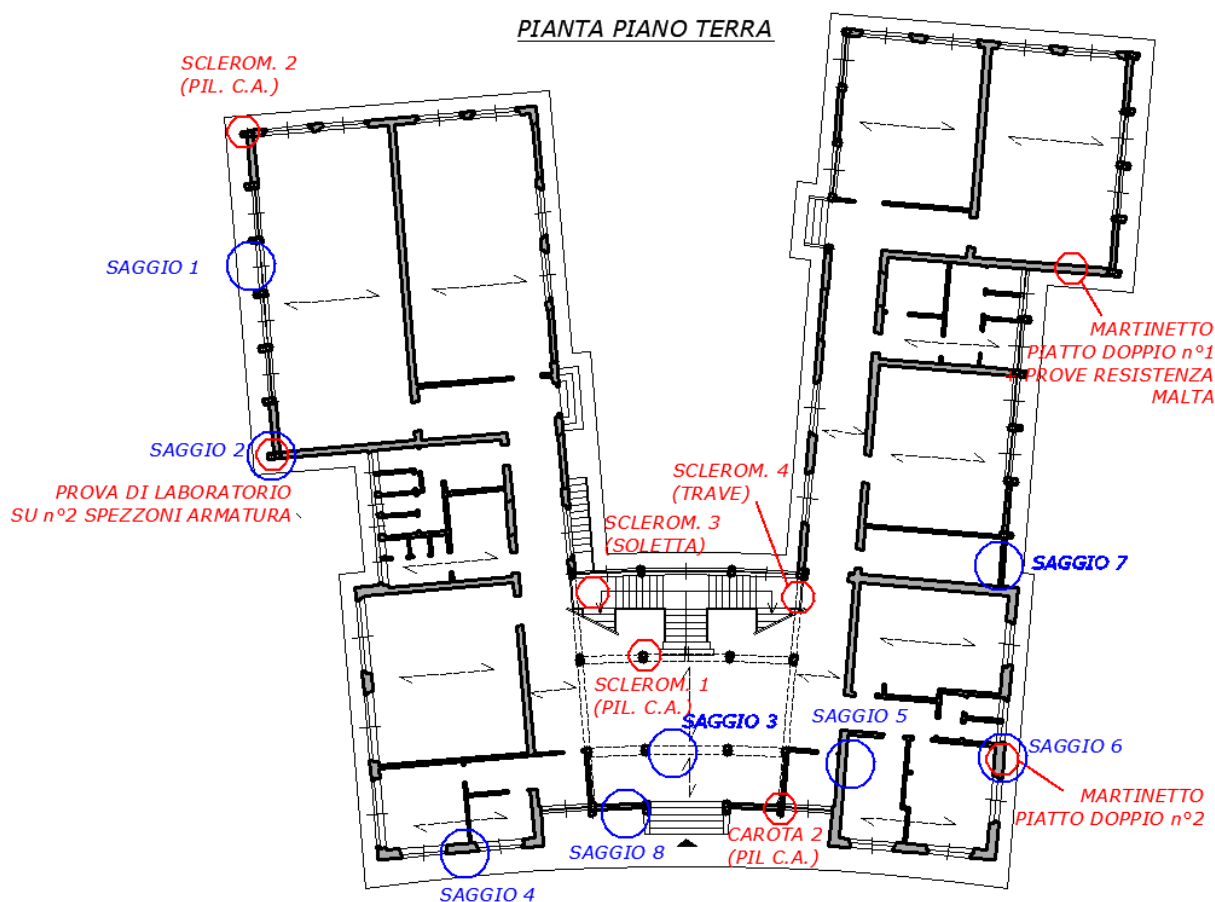 PIANTA PIANO TERRA
SCLEROM. 2
(PIL. C.A.)
SAGGIO 1
MARTINETTO
PIATTO DOPPIO n°1
+ PROVE RESISTENZA
MALTA
SAGGIO 2
PROVA DI LABORATORIO
SU n°2 SPEZZONI ARMATURA
SCLEROM. 4
(TRAVE)
SCLEROM. 3
(SOLETTA)
SAGGIO 7
SCLEROM. 1
(PIL. C.A.)
SAGGIO 3
SAGGIO 5
SAGGIO 6
MARTINETTO
PIATTO DOPPIO n°2
CAROTA 2
(PIL C.A.)
SAGGIO 8
SAGGIO 4